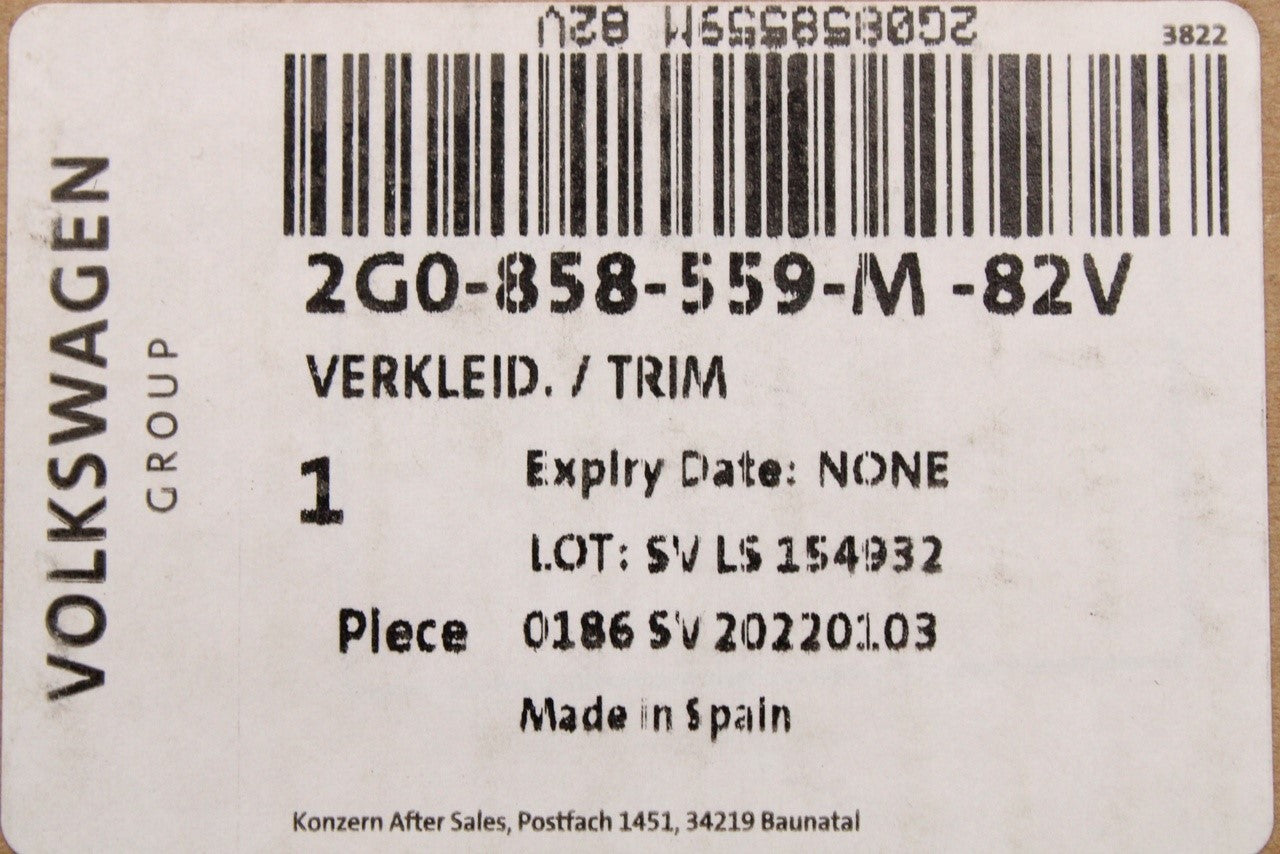 2G0858559M 82V
3822
2G0-858-559-M -82V
VERKLEID. / TRIM
1
Expiry Date: NONE
LOT: SV LS 154932
Piece
0186 SV 20220103
Made in Spain
Konzern After Sales, Postfach 1451, 34219 Baunatal
VOLKSWAGEN
GROUP